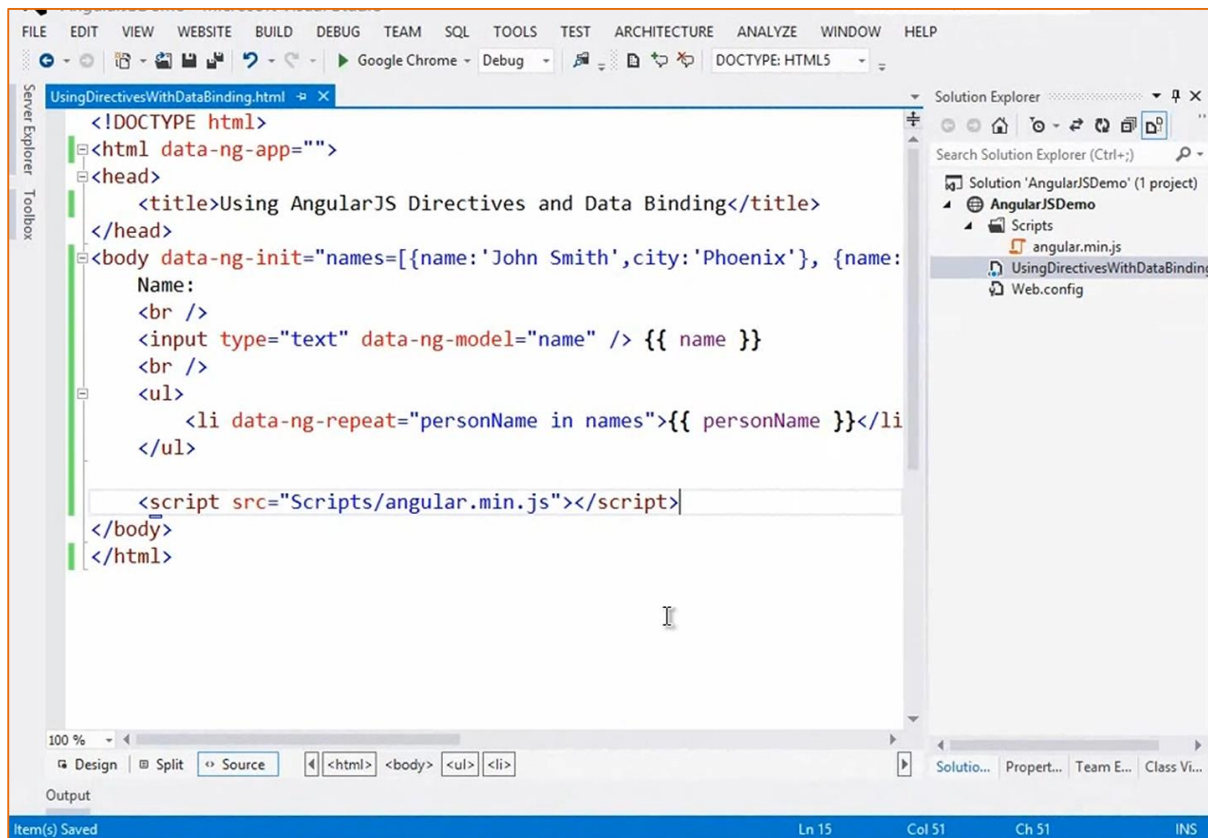 FILE EDIT VIEW WEBSITE BUILD DEBUG TEAM SQL TOOLS TEST ARCHITECTURE ANALYZE WINDOW HELP
Google Chrome Debug DOCTYPE: HTML5
Server Explorer
Toolbox
UsingDirectivesWithDataBinding.html
<!DOCTYPE html>
<html data-ng-app="">
<head>
<title>Using AngularJS Directives and Data Binding</title>
</head>
<body data-ng-init="names=[{name:'John Smith',city:'Phoenix'}, {name:
Name:
<br />
<input type="text" data-ng-model="name" /> {{ name }}
<br />
<ul>
<li data-ng-repeat="personName in names">{{ personName }}</li
</ul>
<script src="Scripts/angular.min.js"></script>
</body>
</html>
100 %
Design Split Source <html> <body> <ul> <li>
Output
Solution Explorer
Search Solution Explorer (Ctrl+;)
Solution 'AngularJSDemo' (1 project)
AngularJSDemo
Scripts
angular.min.js
UsingDirectivesWithDataBinding
Web.config
Solutio... Propert... Team E... Class Vi...
Item(s) Saved Ln 15 Col 51 Ch 51 INS